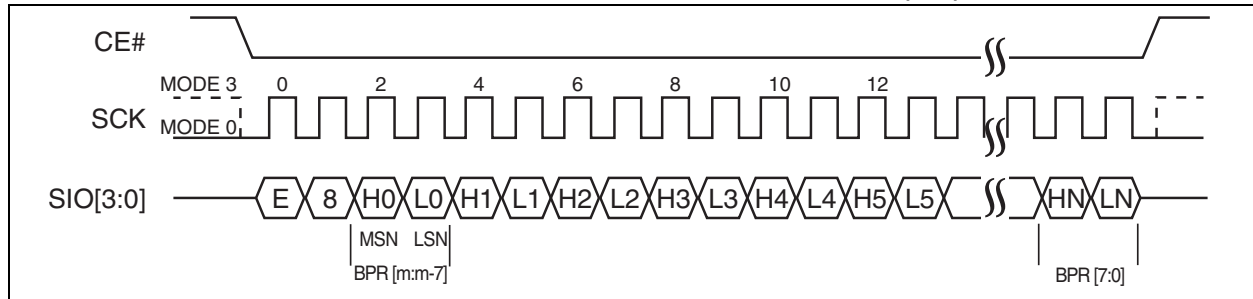 CE#
MODE 3 0 2 4 6 8 10 12
SCK MODE 0
SIO[3:0] E 8 H0 L0 H1 L1 H2 L2 H3 L3 H4 L4 H5 L5 HN LN
MSN LSN
BPR [m:m-7] BPR [7:0]